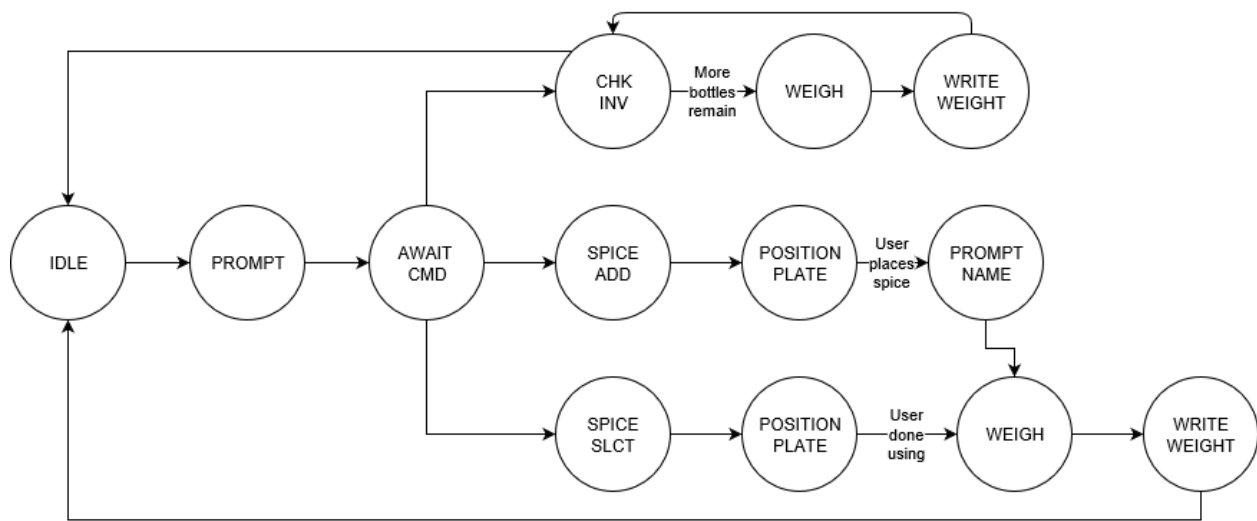 CHK
INV
More
bottles
remain
WEIGH
WRITE
WEIGHT
IDLE
PROMPT
AWAIT
CMD
SPICE
ADD
POSITION
PLATE
User
places
spice
PROMPT
NAME
SPICE
SLCT
POSITION
PLATE
User
done
using
WEIGH
WRITE
WEIGHT